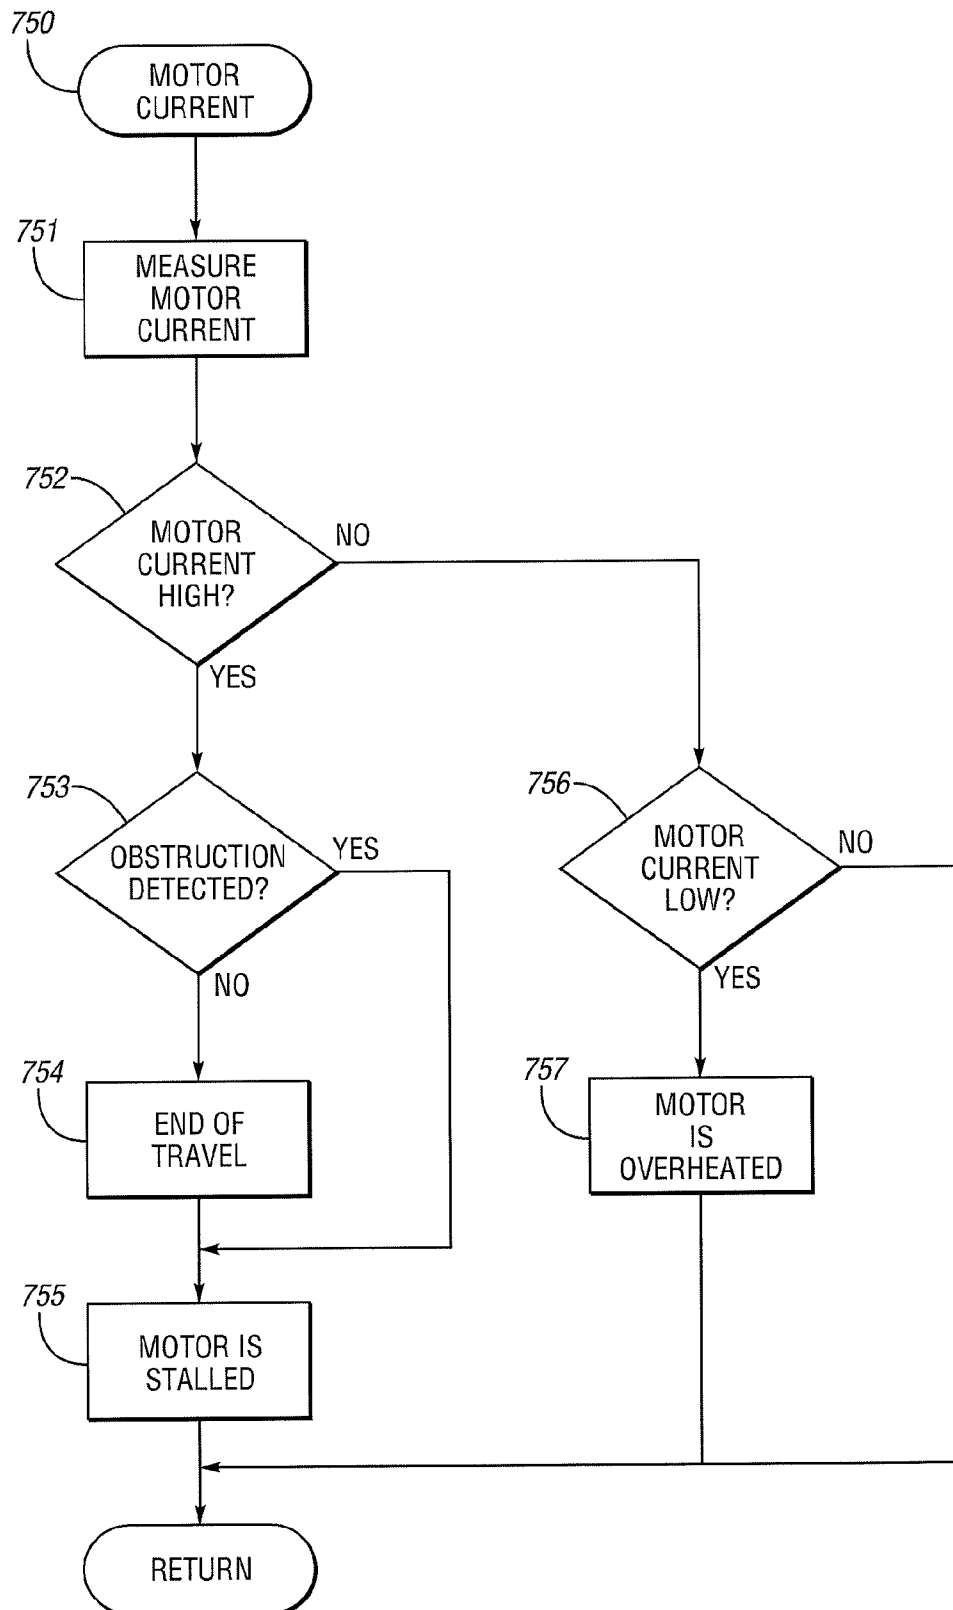 750
MOTOR
CURRENT
751
MEASURE
MOTOR
CURRENT
752
MOTOR
CURRENT
HIGH?
NO
YES
753
OBSTRUCTION
DETECTED?
YES
NO
756
MOTOR
CURRENT
LOW?
NO
YES
754
END OF
TRAVEL
757
MOTOR
IS
OVERHEATED
755
MOTOR IS
STALLED
RETURN